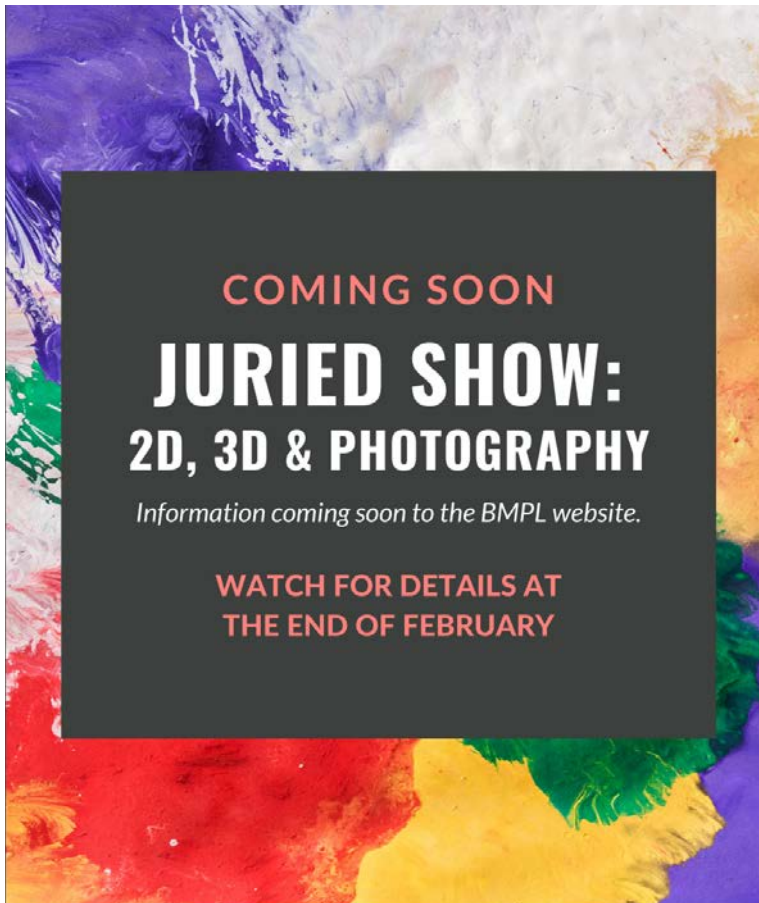 COMING SOON
JURIED SHOW:
2D, 3D & PHOTOGRAPHY
Information coming soon to the BMPL website.
WATCH FOR DETAILS AT
THE END OF FEBRUARY